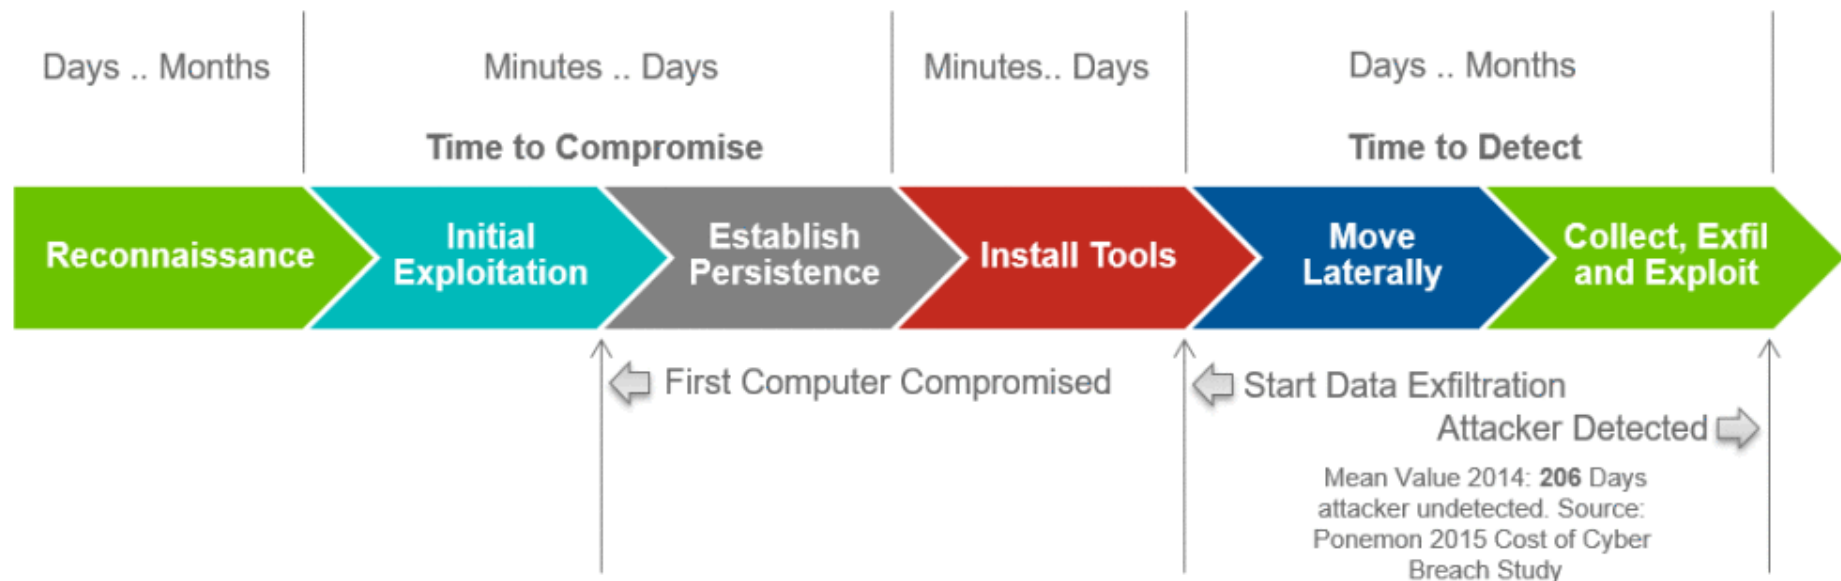 Days .. Months
Minutes .. Days
Minutes.. Days
Days .. Months
Time to Compromise
Time to Detect
Reconnaissance
Initial
Exploitation
Establish
Persistence
Install Tools
Move
Laterally
Collect, Exfil
and Exploit
First Computer Compromised
Start Data Exfiltration
Attacker Detected
Mean Value 2014: 206 Days
attacker undetected. Source:
Ponemon 2015 Cost of Cyber
Breach Study